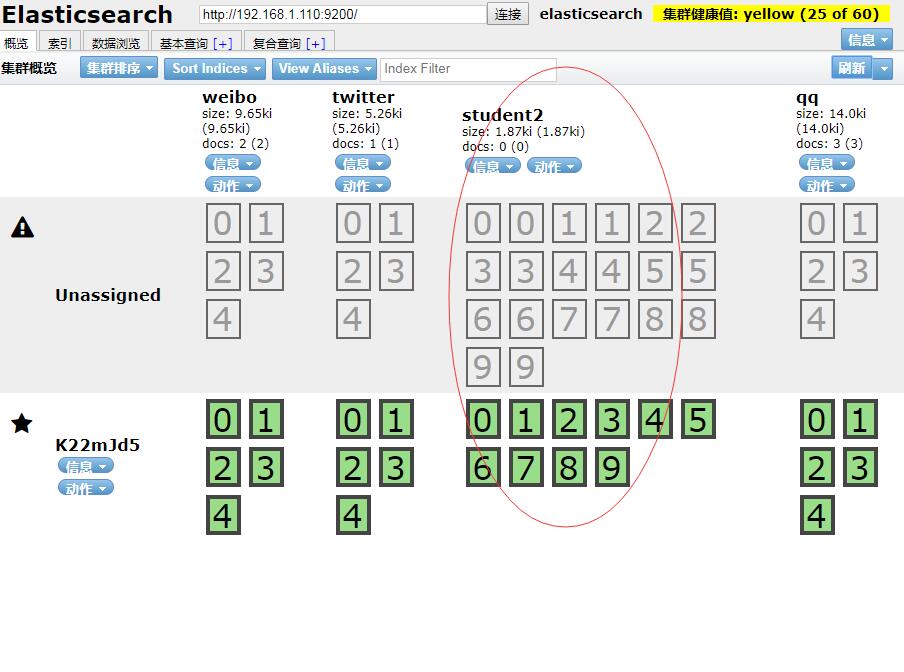 Elasticsearch http://192.168.1.110:9200/ 连接 elasticsearch 集群健康值: yellow (25 of 60)
概览 索引 数据浏览 基本查询 [+] 复合查询 [+] 信息
集群概览 集群排序 Sort Indices View Aliases Index Filter 刷新
weibo
size: 9.65ki
(9.65ki)
docs: 2 (2)
信息
动作
twitter
size: 5.26ki
(5.26ki)
docs: 1 (1)
信息
动作
student2
size: 1.87ki (1.87ki)
docs: 0 (0)
信息 动作
qq
size: 14.0ki
(14.0ki)
docs: 3 (3)
信息
动作
Unassigned
0 1
2 3
4
0 1
2 3
4
0 0 1 1 2 2
3 3 4 4 5 5
6 6 7 7 8 8
9 9
0 1
2 3
4
K22mJd5
信息
动作
0 1
2 3
4
0 1
2 3
4
0 1 2 3 4 5
6 7 8 9
0 1
2 3
4